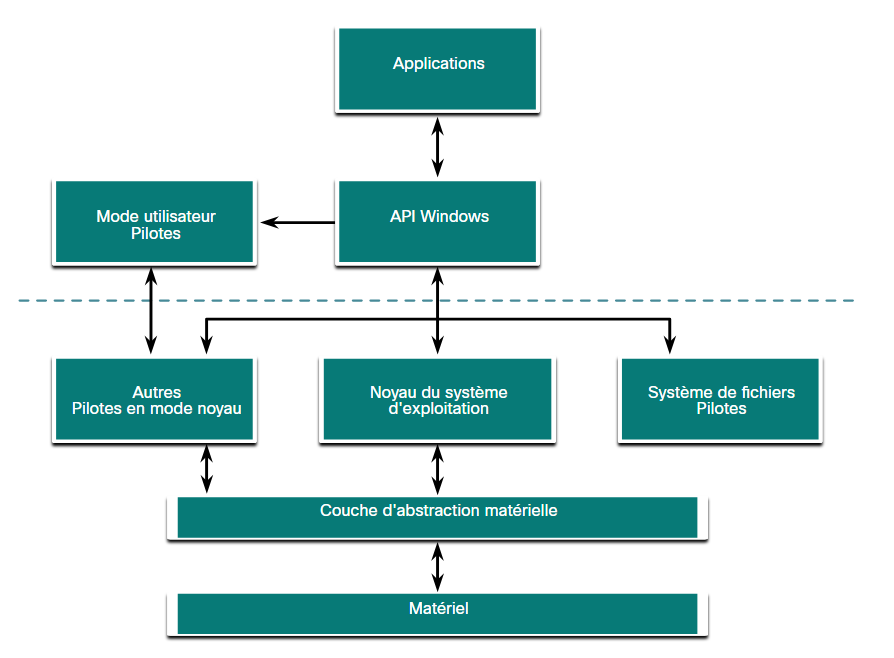 Applications
Mode utilisateur
Pilotes
API Windows
Autres
Pilotes en mode noyau
Noyau du système
d'exploitation
Système de fichiers
Pilotes
Couche d'abstraction matérielle
Matériel